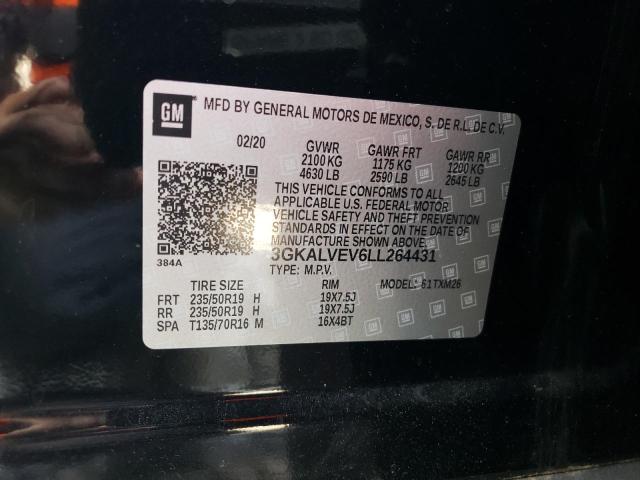 GM
MFD BY GENERAL MOTORS DE MEXICO, S. DE R.L. DE C.V.
02/20 GVWR GAWR FRT GAWR RR
2100 KG 1175 KG 1200 KG
4630 LB 2590 LB 2645 LB
THIS VEHICLE CONFORMS TO ALL
APPLICABLE U.S. FEDERAL MOTOR
VEHICLE SAFETY AND THEFT PREVENTION
STANDARDS IN EFFECT ON THE DATE OF
MANUFACTURE SHOWN ABOVE.
384A 3GKALVEV6LL264431
TYPE: M.P.V. MODEL: 61TXM26
TIRE SIZE RIM
FRT 235/50R19 H 19X7.5J
RR 235/50R19 H 19X7.5J
SPA T135/70R16 M 16X4BT